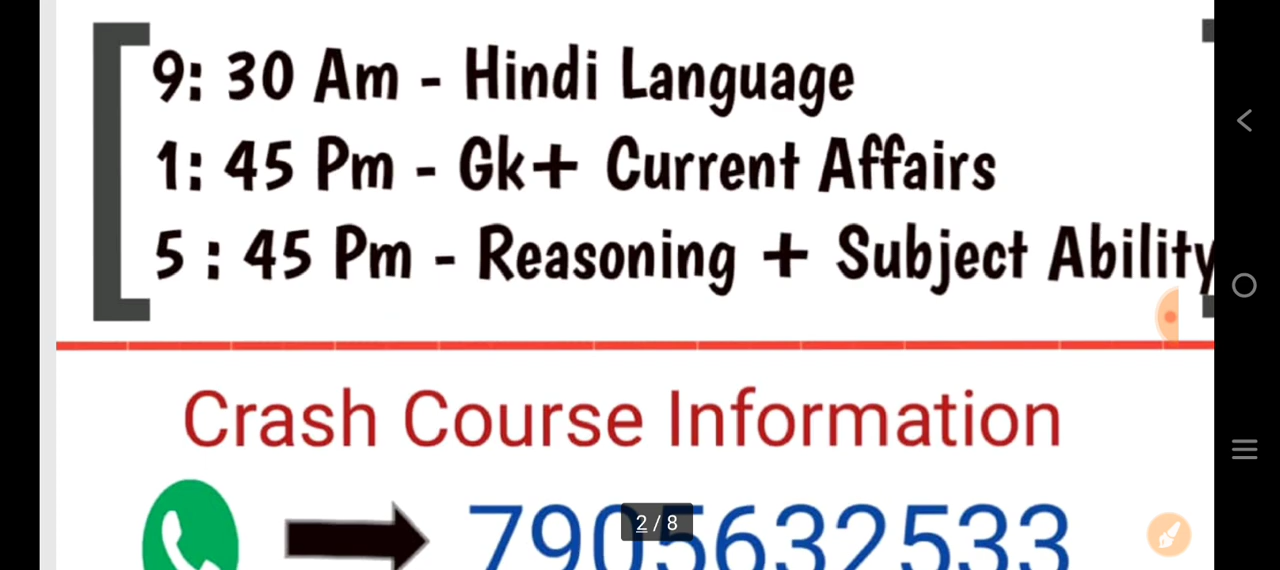 9: 30 Am - Hindi Language
1: 45 Pm - Gk+ Current Affairs
5 : 45 Pm - Reasoning + Subject Ability
Crash Course Information
7905632533
2 / 8